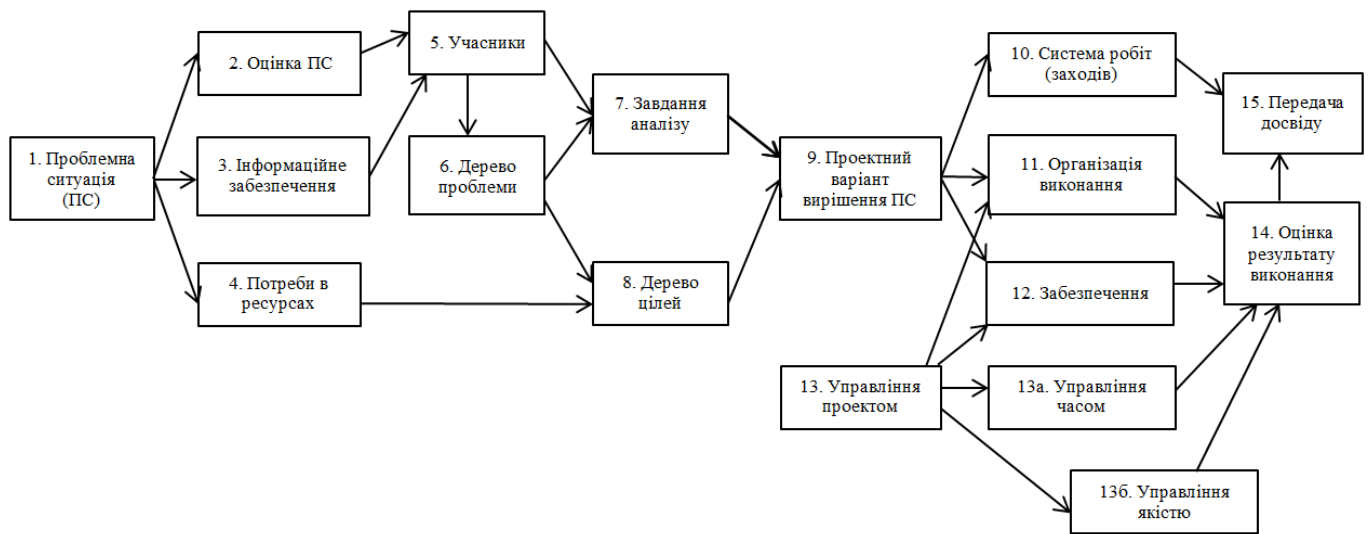 1. Проблемна
ситуація
(ПС)
2. Оцінка ПС
3. Інформаційне
забезпечення
4. Потреби в
ресурсах
5. Учасники
6. Дерево
проблеми
7. Завдання
аналізу
8. Дерево
цілей
9. Проектний
варіант
вирішення ПС
10. Система робіт
(заходів)
11. Організація
виконання
12. Забезпечення
13. Управління
проектом
13а. Управління
часом
13б. Управління
якістю
14. Оцінка
результату
виконання
15. Передача
досвіду